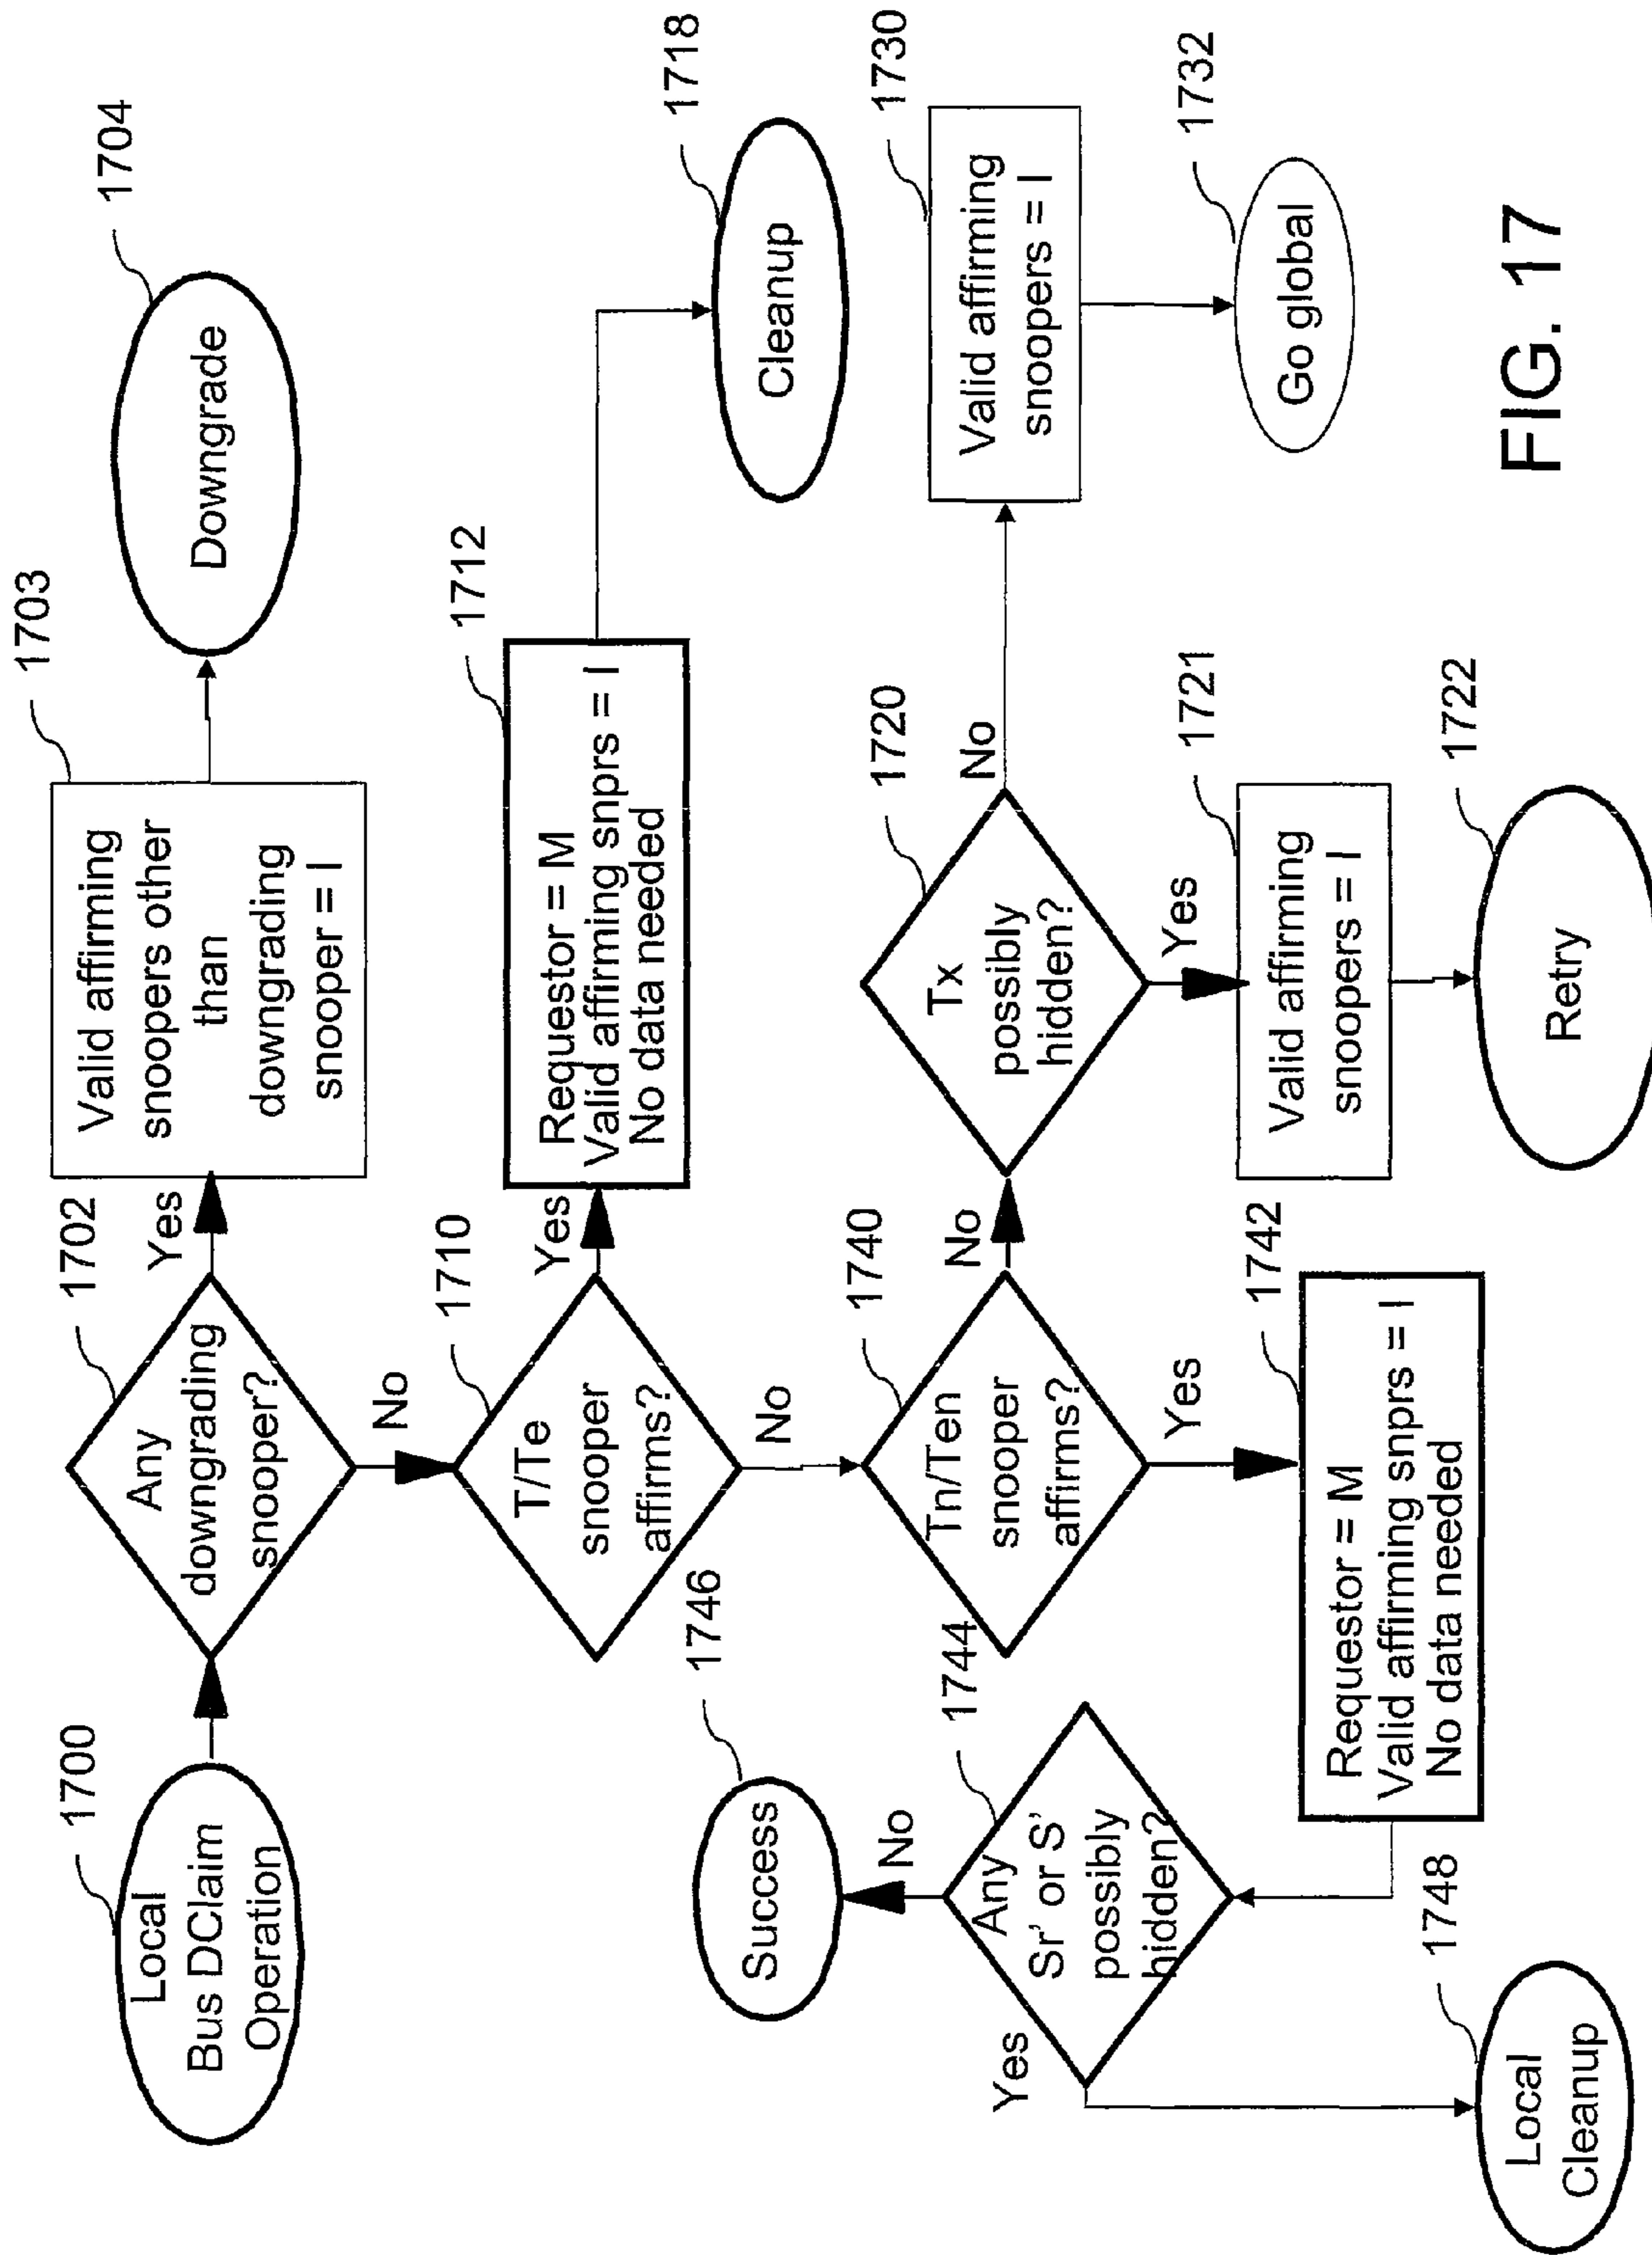 1700
Local
Bus DClaim
Operation
1702
Any
downgrading
snooper?
Yes
No
1703
Valid affirming
snoopers other
than
downgrading
snooper = I
1704
Downgrade
1710
T/Te
snooper
affirms?
Yes
No
1712
Requestor = M
Valid affirming snprs = I
No data needed
1718
Cleanup
1740
Tn/Ten
snooper
affirms?
No
Yes
1720
Tx
possibly
hidden?
No
Yes
1730
Valid affirming
snoopers = I
1732
Go global
1721
Valid affirming
snoopers = I
1722
Retry
1742
Requestor = M
Valid affirming snprs = I
No data needed
1744
Any
Sr' or S'
possibly
hidden?
No
Yes
1746
Success
1748
Local
Cleanup
FIG. 17